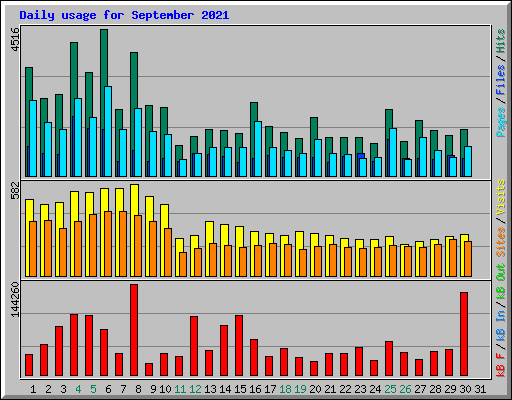 Daily usage for September 2021
4516
Pages / Files / Hits
582
Sites / Visits
144260
kB F / kB In / kB Out
1 2 3 4 5 6 7 8 9 10 11 12 13 14 15 16 17 18 19 20 21 22 23 24 25 26 27 28 29 30 31